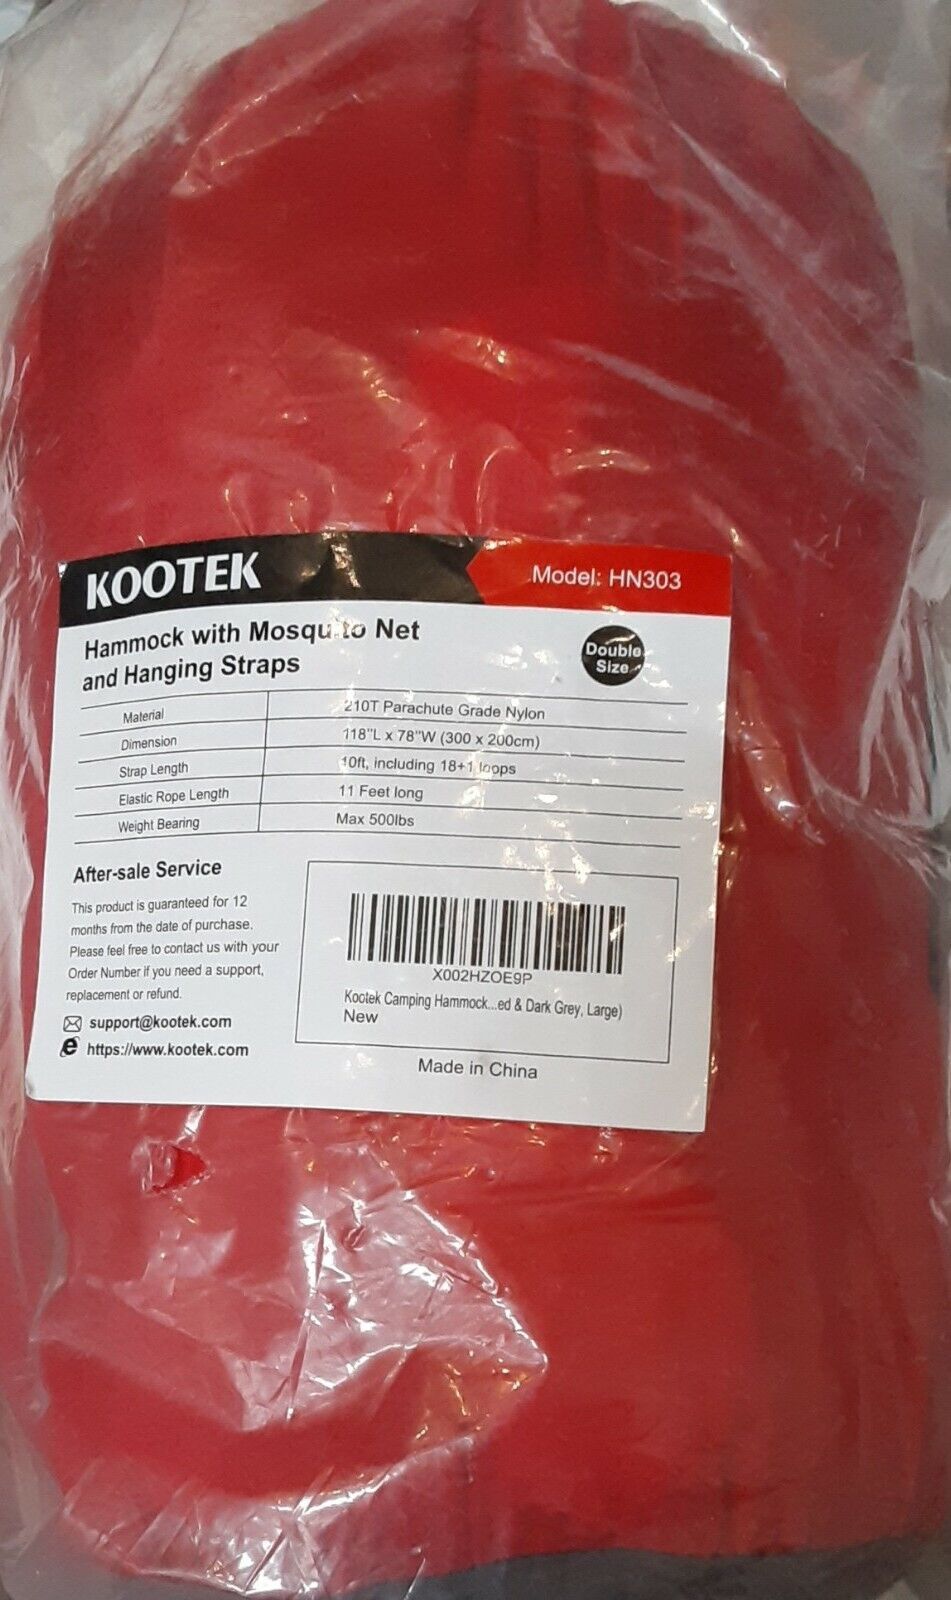 KOOTEK
Model: HN303
Hammock with Mosquito Net
and Hanging Straps
Double
Size
Material 210T Parachute Grade Nylon
Dimension 118"L x 78"W (300 x 200cm)
Strap Length 10ft, including 18+1 loops
Elastic Rope Length 11 Feet long
Weight Bearing Max 500lbs
After-sale Service
This product is guaranteed for 12
months from the date of purchase.
Please feel free to contact us with your
Order Number if you need a support,
replacement or refund.
support@kootek.com
https://www.kootek.com
X002HZOE9P
Kootek Camping Hammock...ed & Dark Grey, Large)
New
Made in China